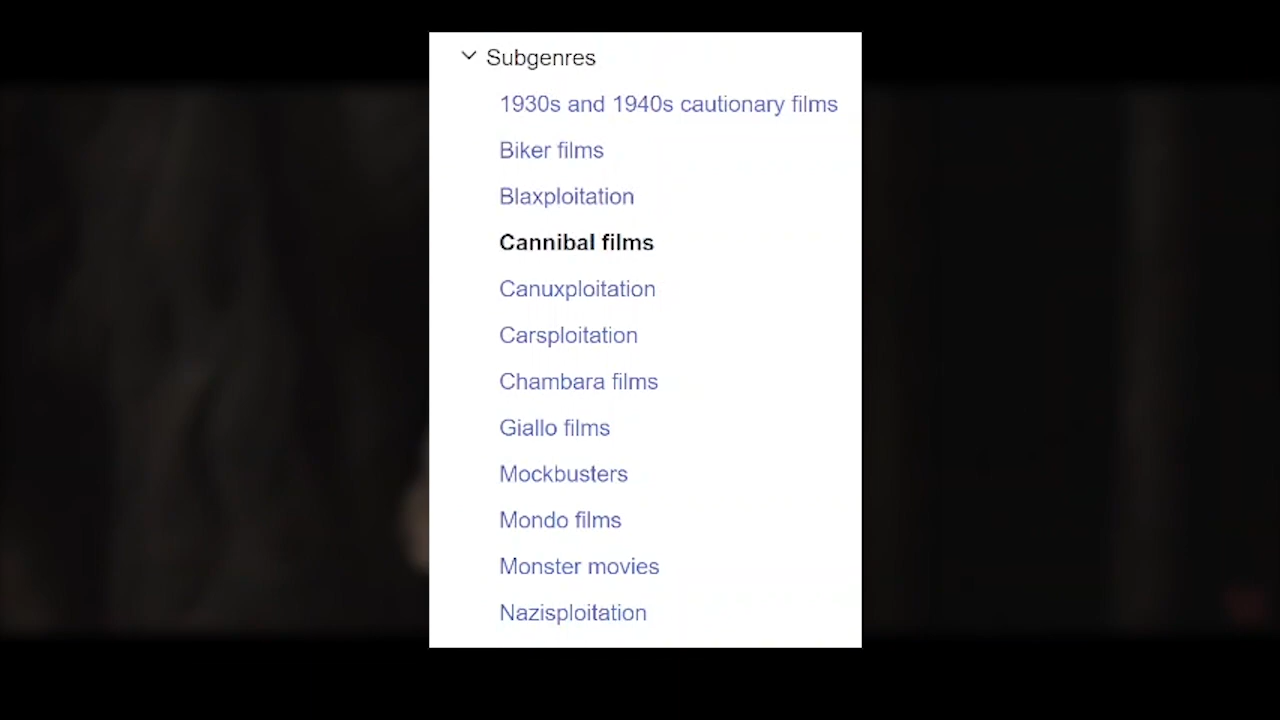 Subgenres
1930s and 1940s cautionary films
Biker films
Blaxploitation
Cannibal films
Canuxploitation
Carsploitation
Chambara films
Giallo films
Mockbusters
Mondo films
Monster movies
Nazisploitation